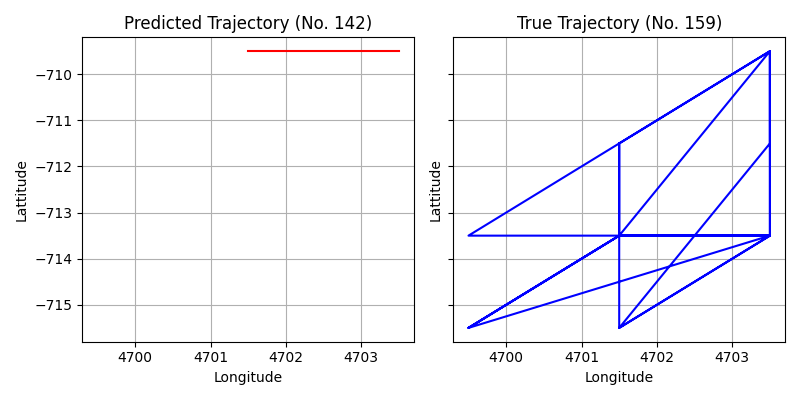 Predicted Trajectory (No. 142)
−710
−711
−712
−713
−714
−715
Lattitude
4700 4701 4702 4703
Longitude
True Trajectory (No. 159)
Lattitude
4700 4701 4702 4703
Longitude